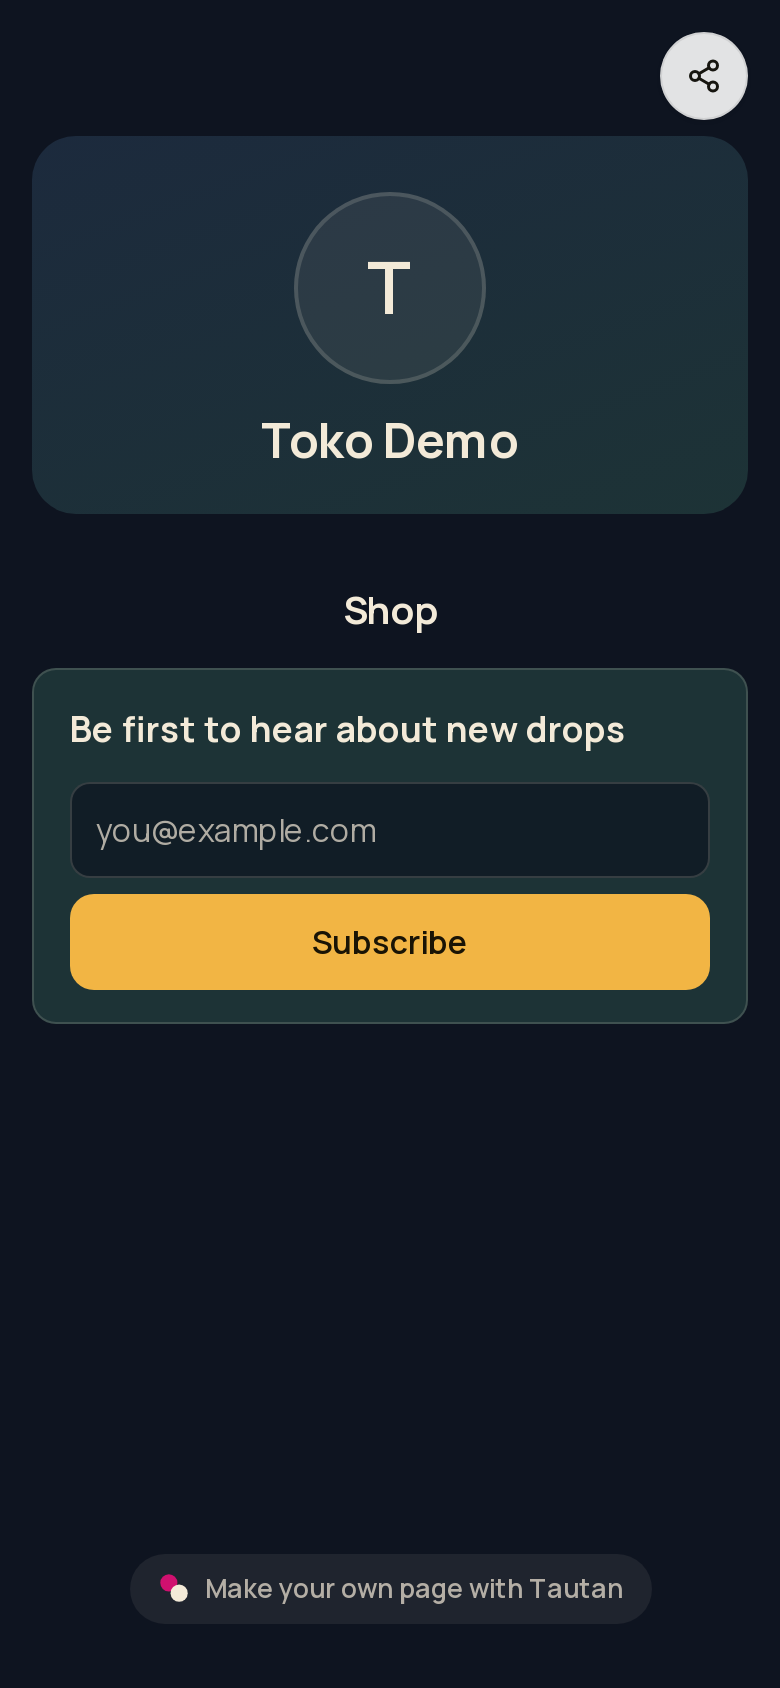 T
Toko Demo
Shop
Be first to hear about new drops
you@example.com
Subscribe
Make your own page with Tautan